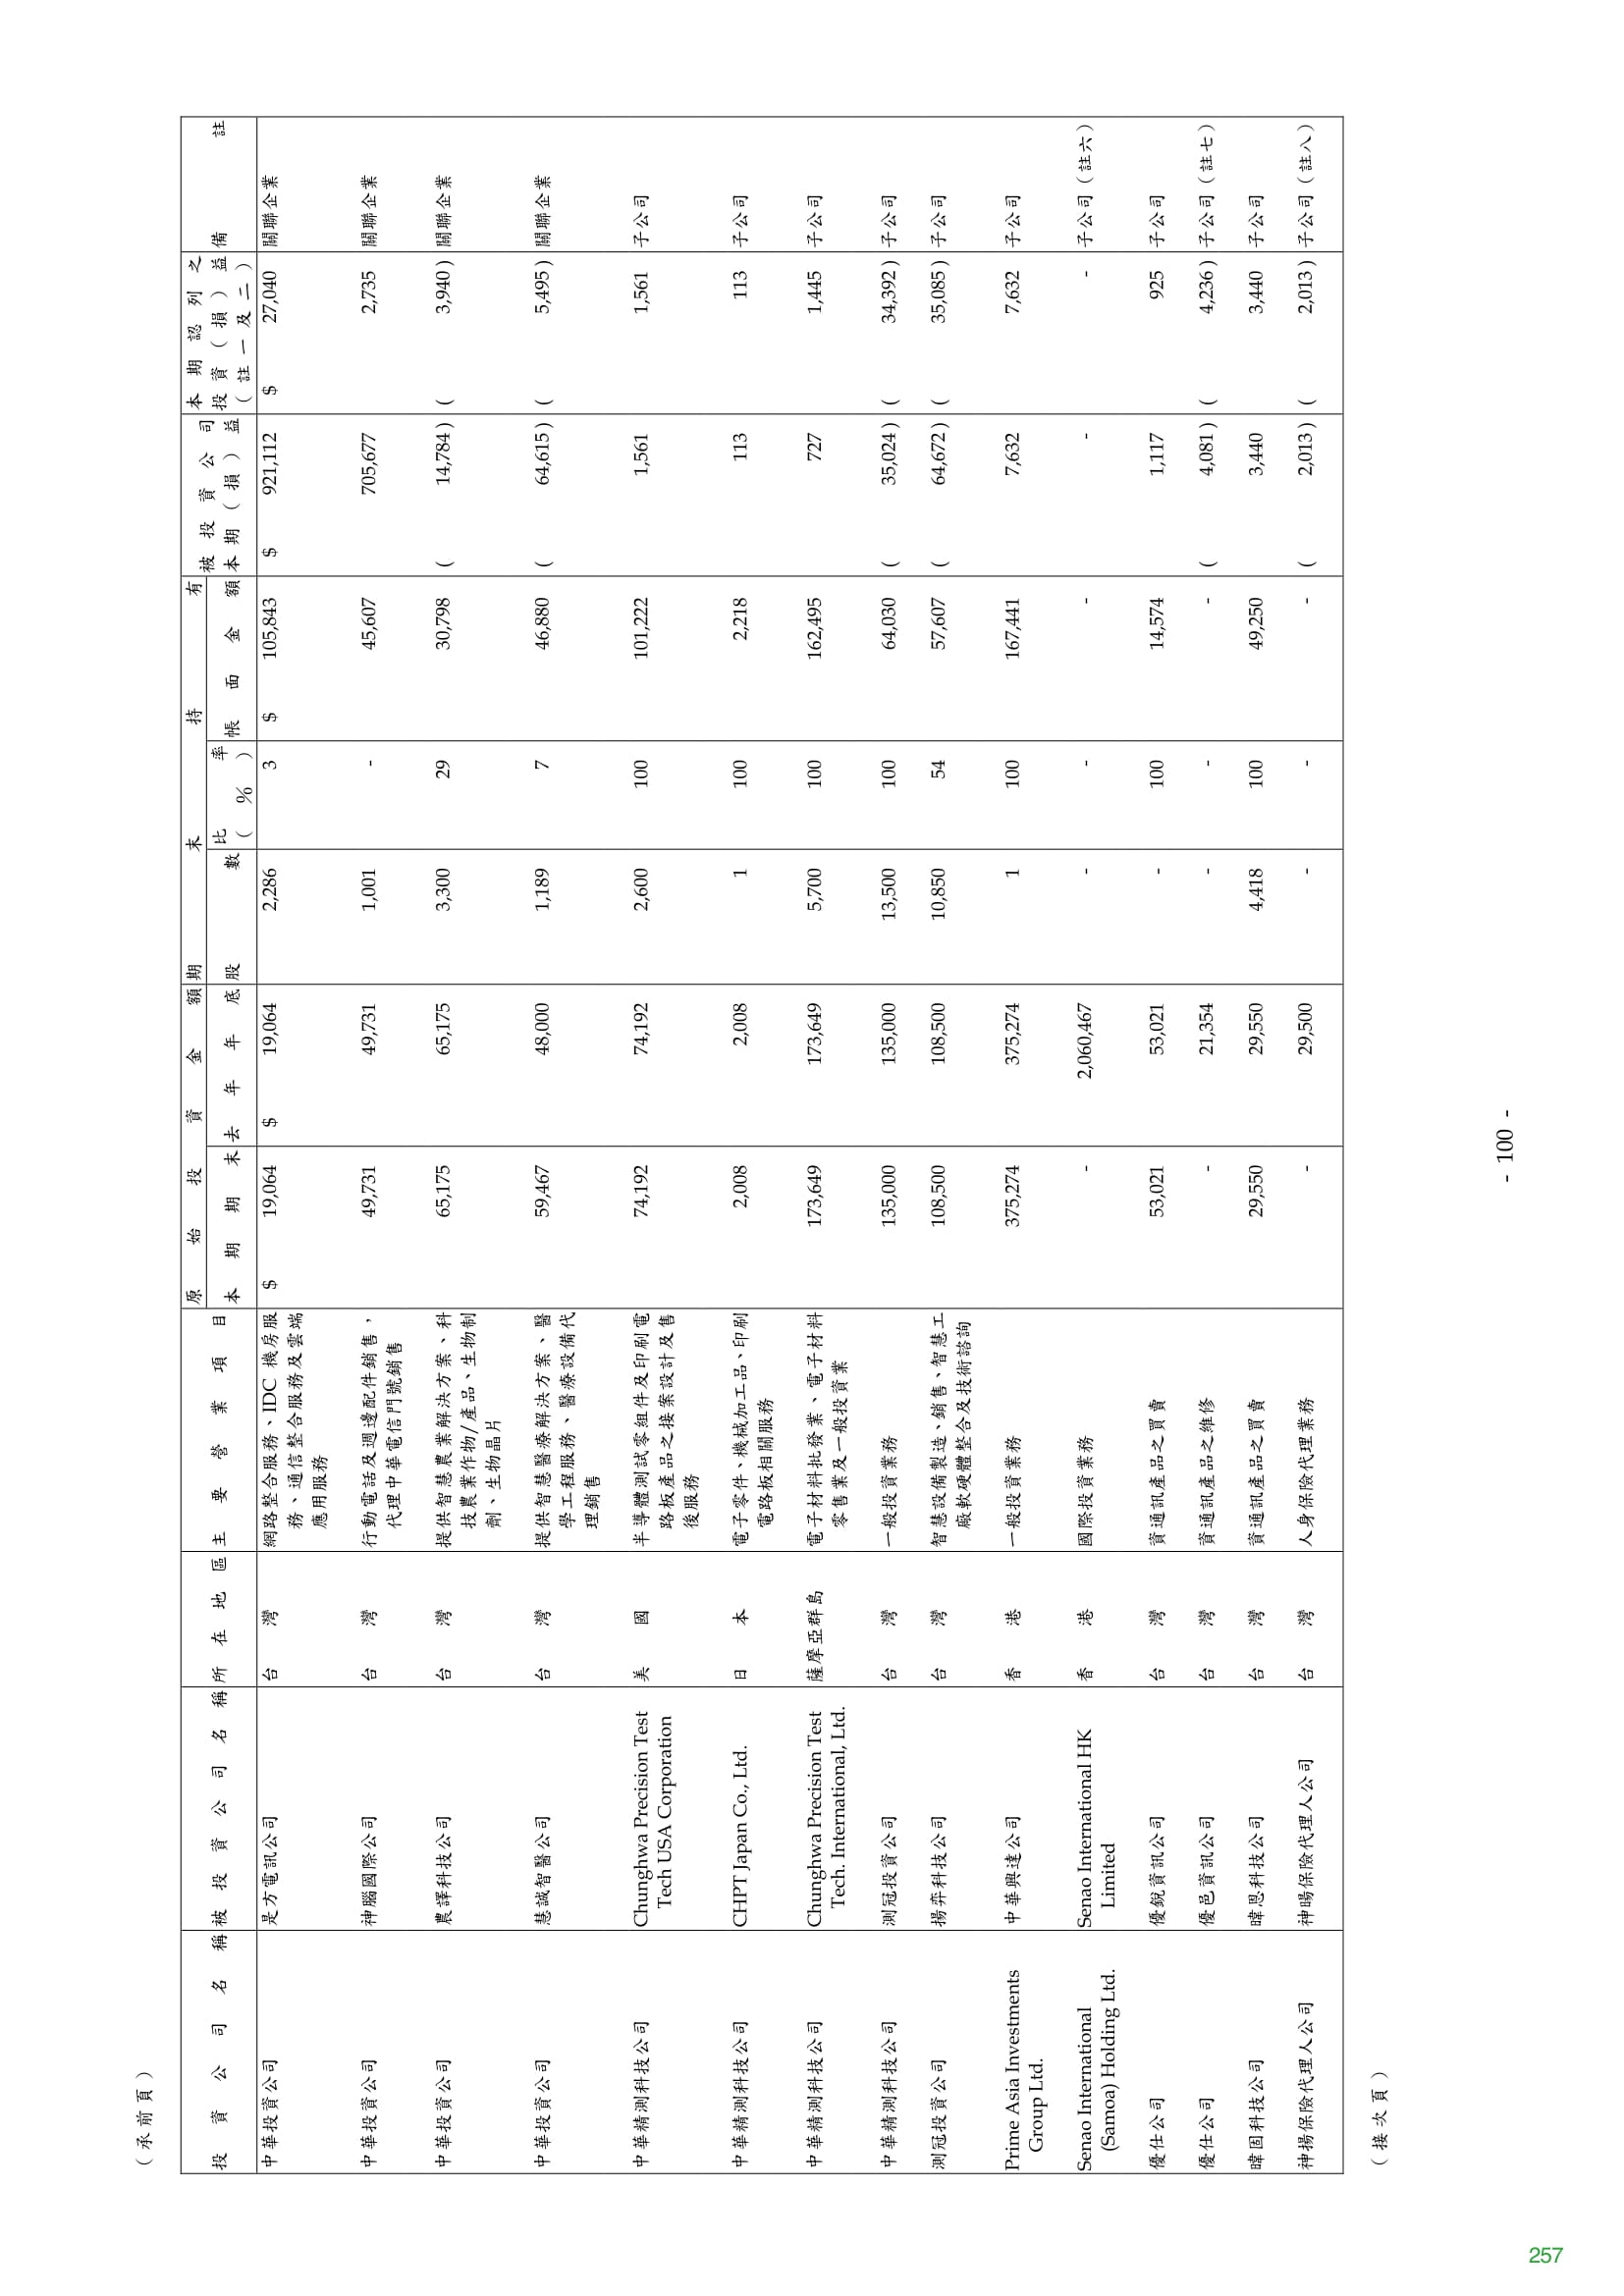 （承前頁）
投資公司名稱 被投資公司名稱 所在地區 主要營業項目 原始投資金額 期末持有 被投資公司 本期認列之 備註
本期期末 去年年底 股數 比率 帳面金額 本期（損）益 投資（損）益
（%） （註一及二）
中華投資公司 是方電訊公司 台灣 網路整合服務、IDC 機房服 $ 19,064 $ 19,064 2,286 3 $ 105,843 $ 921,112 $ 27,040 關聯企業
務、通信整合服務及雲端
應用服務
中華投資公司 神腦國際公司 台灣 行動電話及週邊配件銷售， 49,731 49,731 1,001 - 45,607 705,677 2,735 關聯企業
代理中華電信門號銷售
中華投資公司 農譯科技公司 台灣 提供智慧農業解決方案、科 65,175 65,175 3,300 29 30,798 ( 14,784) ( 3,940) 關聯企業
技農業作物/產品、生物制
劑、生物晶片
中華投資公司 慧誠智醫公司 台灣 提供智慧醫療解決方案、醫 59,467 48,000 1,189 7 46,880 ( 64,615) ( 5,495) 關聯企業
學工程服務、醫療設備代
理銷售
中華精測科技公司 Chunghwa Precision Test 美國 半導體測試零組件及印刷電 74,192 74,192 2,600 100 101,222 1,561 1,561 子公司
Tech USA Corporation 路板產品之接案設計及售
後服務
中華精測科技公司 CHPT Japan Co., Ltd. 日本 電子零件、機械加工品、印刷 2,008 2,008 1 100 2,218 113 113 子公司
電路板相關服務
中華精測科技公司 Chunghwa Precision Test 薩摩亞群島 電子材料批發業、電子材料 173,649 173,649 5,700 100 162,495 727 1,445 子公司
Tech. International, Ltd. 零售業及一般投資業
中華精測科技公司 測冠投資公司 台灣 一般投資業務 135,000 135,000 13,500 100 64,030 ( 35,024) ( 34,392) 子公司
測冠投資公司 揚弈科技公司 台灣 智慧設備製造、銷售、智慧工 108,500 108,500 10,850 54 57,607 ( 64,672) ( 35,085) 子公司
廠軟硬體整合及技術諮詢
Prime Asia Investments 中華興達公司 香港 一般投資業務 375,274 375,274 1 100 167,441 7,632 7,632 子公司
Group Ltd.
Senao International Senao International HK 香港 國際投資業務 - 2,060,467 - - - - - 子公司（註六）
(Samoa) Holding Ltd. Limited
優仕公司 優銳資訊公司 台灣 資通訊產品之買賣 53,021 53,021 - 100 14,574 1,117 925 子公司
優仕公司 優邑資訊公司 台灣 資通訊產品之維修 - 21,354 - - - ( 4,081) ( 4,236) 子公司（註七）
暐固科技公司 暐恩科技公司 台灣 資通訊產品之買賣 29,550 29,550 4,418 100 49,250 3,440 3,440 子公司
神揚保險代理人公司 神暘保險代理人公司 台灣 人身保險代理業務 - 29,500 - - - ( 2,013) ( 2,013) 子公司（註八）
（接次頁）
- 100 -
257